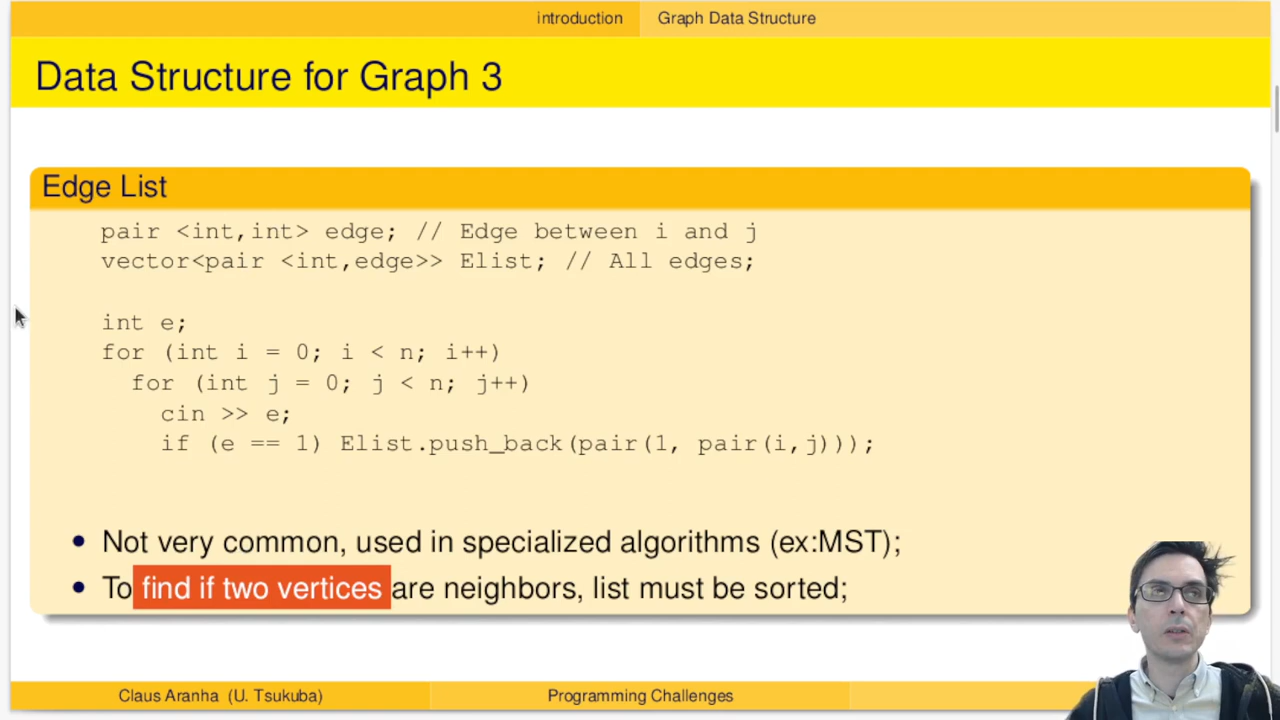 introduction Graph Data Structure
Data Structure for Graph 3
Edge List
pair <int,int> edge; // Edge between i and j
vector<pair <int,edge>> Elist; // All edges;
int e;
for (int i = 0; i < n; i++)
for (int j = 0; j < n; j++)
cin >> e;
if (e == 1) Elist.push_back(pair(1, pair(i,j)));
• Not very common, used in specialized algorithms (ex:MST);
• To find if two vertices are neighbors, list must be sorted;
Claus Aranha (U. Tsukuba) Programming Challenges